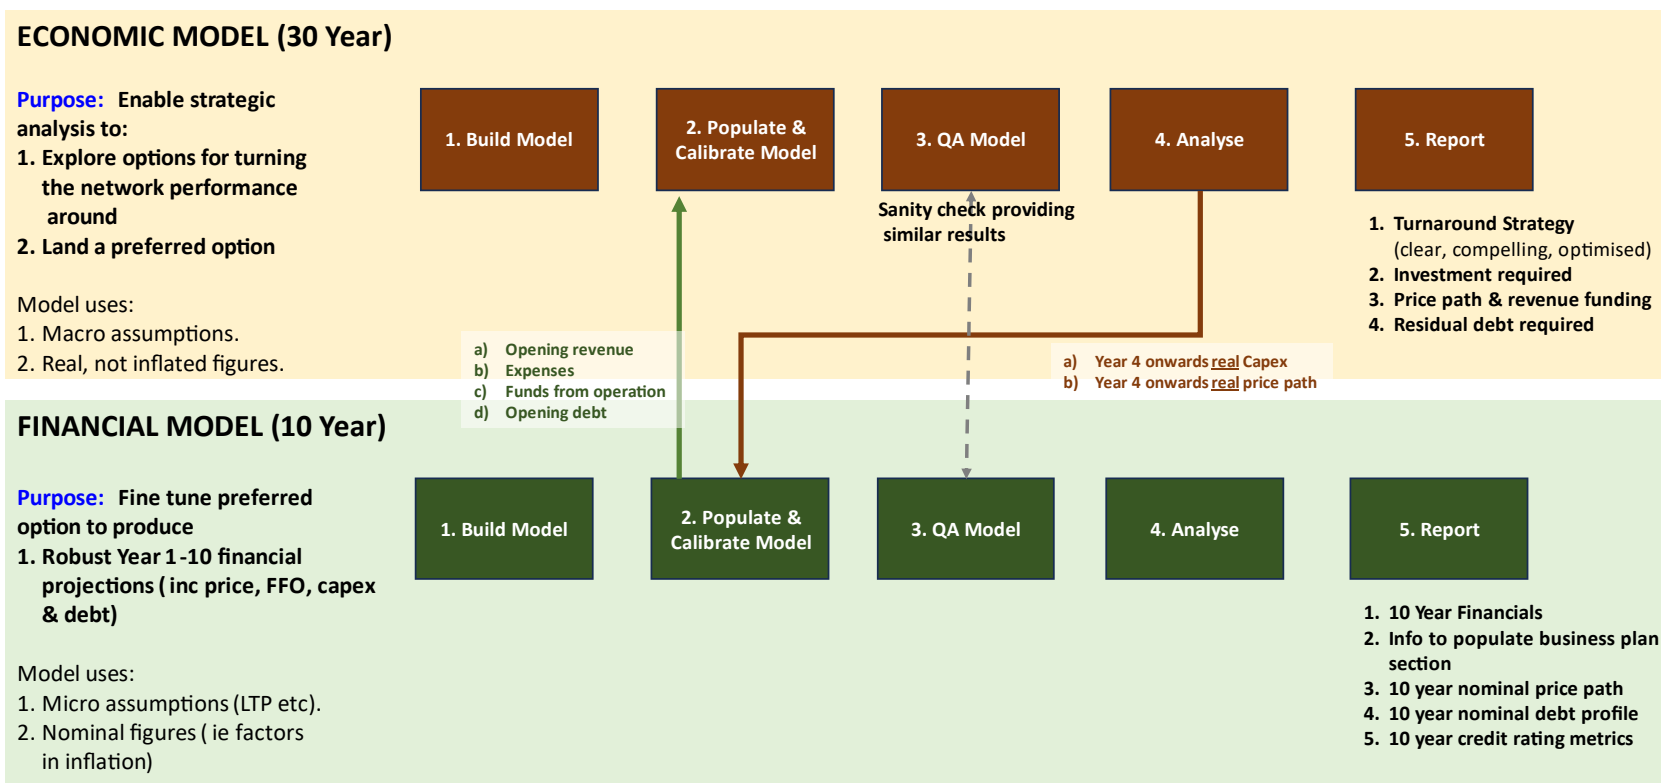 ECONOMIC MODEL (30 Year)
Purpose: Enable strategic
analysis to:
1. Explore options for turning
the network performance
around
2. Land a preferred option
Model uses:
1. Macro assumptions.
2. Real, not inflated figures.
1. Build Model
2. Populate &
Calibrate Model
3. QA Model
4. Analyse
5. Report
Sanity check providing
similar results
1. Turnaround Strategy
(clear, compelling, optimised)
2. Investment required
3. Price path & revenue funding
4. Residual debt required
a) Opening revenue
b) Expenses
c) Funds from operation
d) Opening debt
a) Year 4 onwards real Capex
b) Year 4 onwards real price path
FINANCIAL MODEL (10 Year)
Purpose: Fine tune preferred
option to produce
1. Robust Year 1-10 financial
projections (inc price, FFO, capex
& debt)
Model uses:
1. Micro assumptions (LTP etc).
2. Nominal figures (ie factors
in inflation)
1. Build Model
2. Populate &
Calibrate Model
3. QA Model
4. Analyse
5. Report
1. 10 Year Financials
2. Info to populate business plan
section
3. 10 year nominal price path
4. 10 year nominal debt profile
5. 10 year credit rating metrics